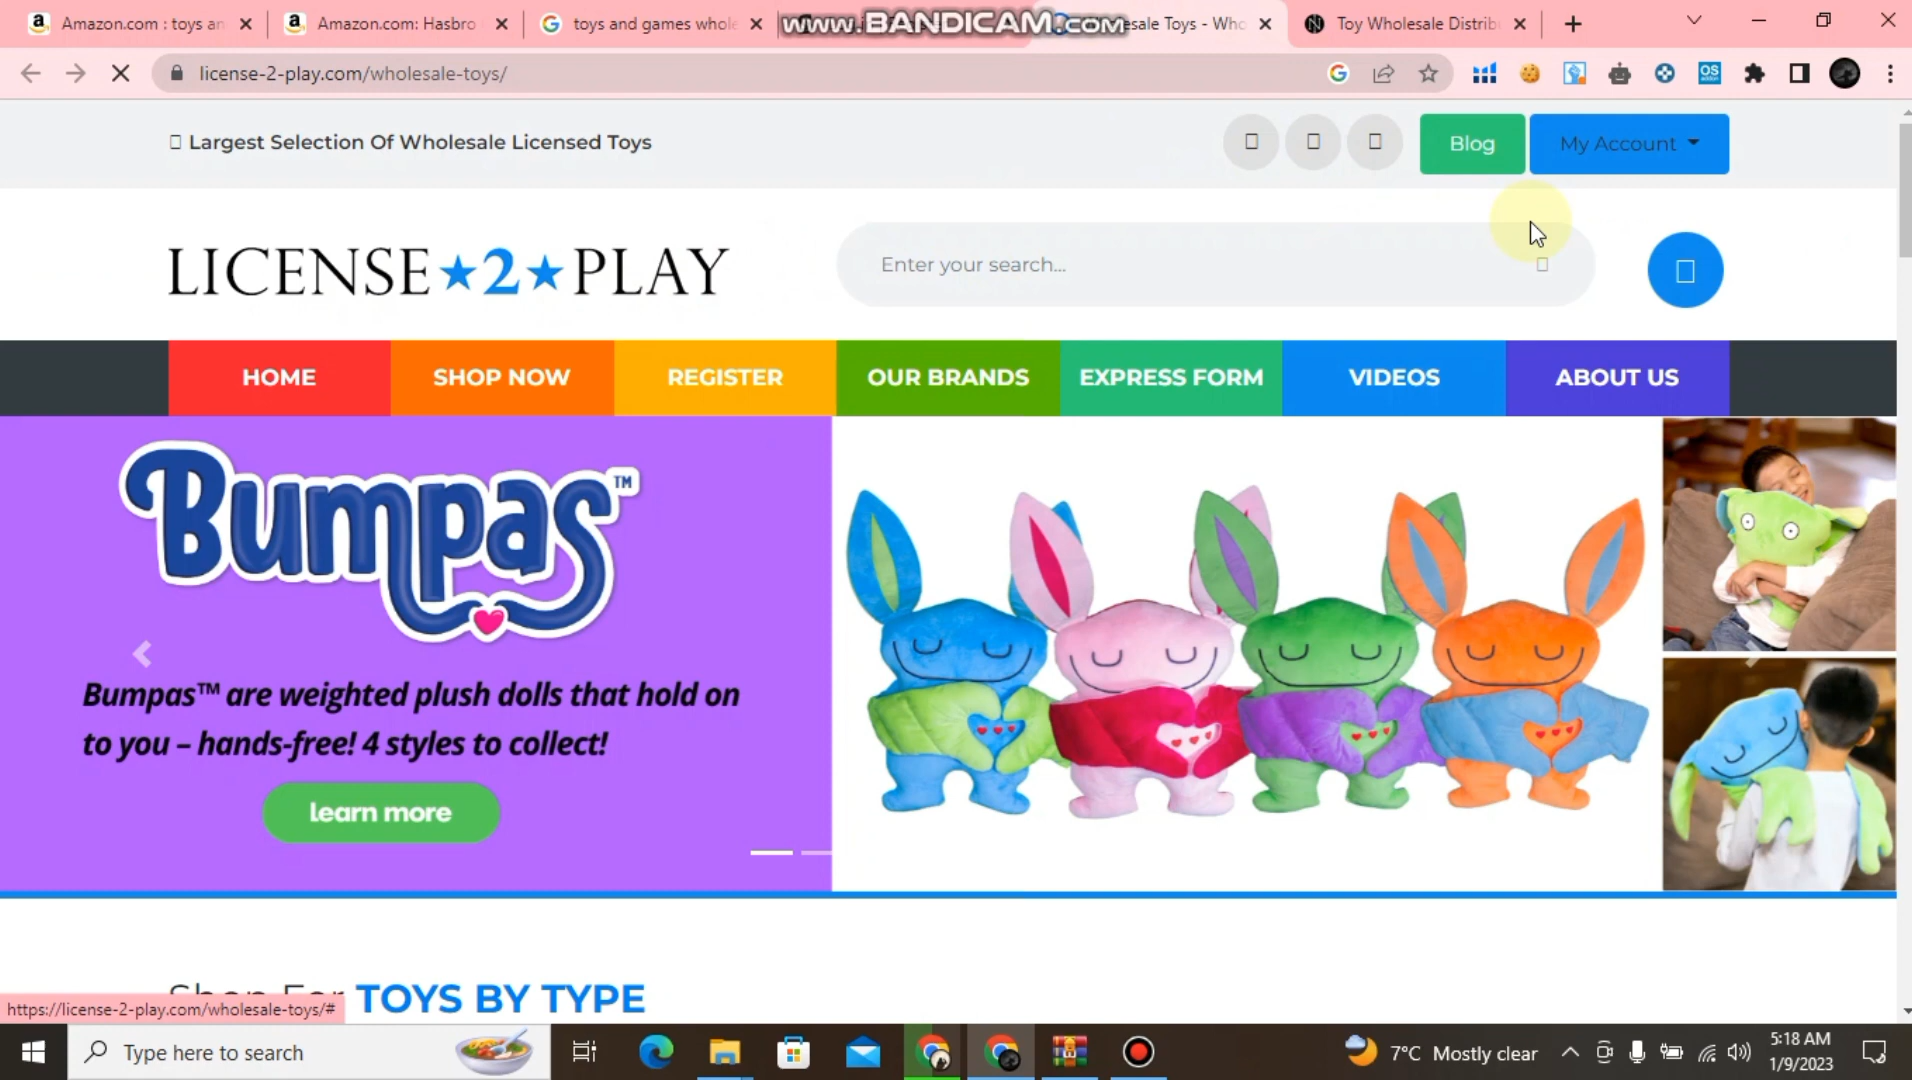 Amazon.com : toys an
Amazon.com: Hasbro
toys and games whole
www.BANDICAM.com
esale Toys - Who
Toy Wholesale Distrib
license-2-play.com/wholesale-toys/
Largest Selection Of Wholesale Licensed Toys
Blog
My Account
LICENSE★2★PLAY
Enter your search...
HOME
SHOP NOW
REGISTER
OUR BRANDS
EXPRESS FORM
VIDEOS
ABOUT US
Bumpas™
Bumpas™ are weighted plush dolls that hold on
to you – hands-free! 4 styles to collect!
learn more
Shop For TOYS BY TYPE
https://license-2-play.com/wholesale-toys/#
Type here to search
7°C Mostly clear
5:18 AM
1/9/2023